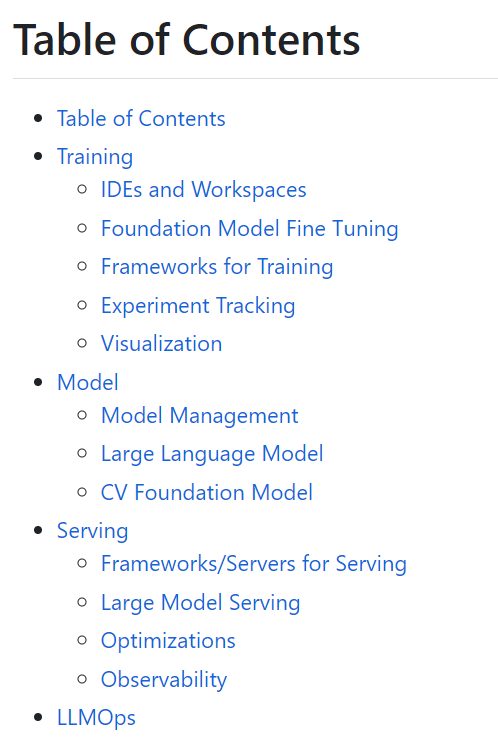 Table of Contents
Table of Contents
Training
IDEs and Workspaces
Foundation Model Fine Tuning
Frameworks for Training
Experiment Tracking
Visualization
Model
Model Management
Large Language Model
CV Foundation Model
Serving
Frameworks/Servers for Serving
Large Model Serving
Optimizations
Observability
LLMOps